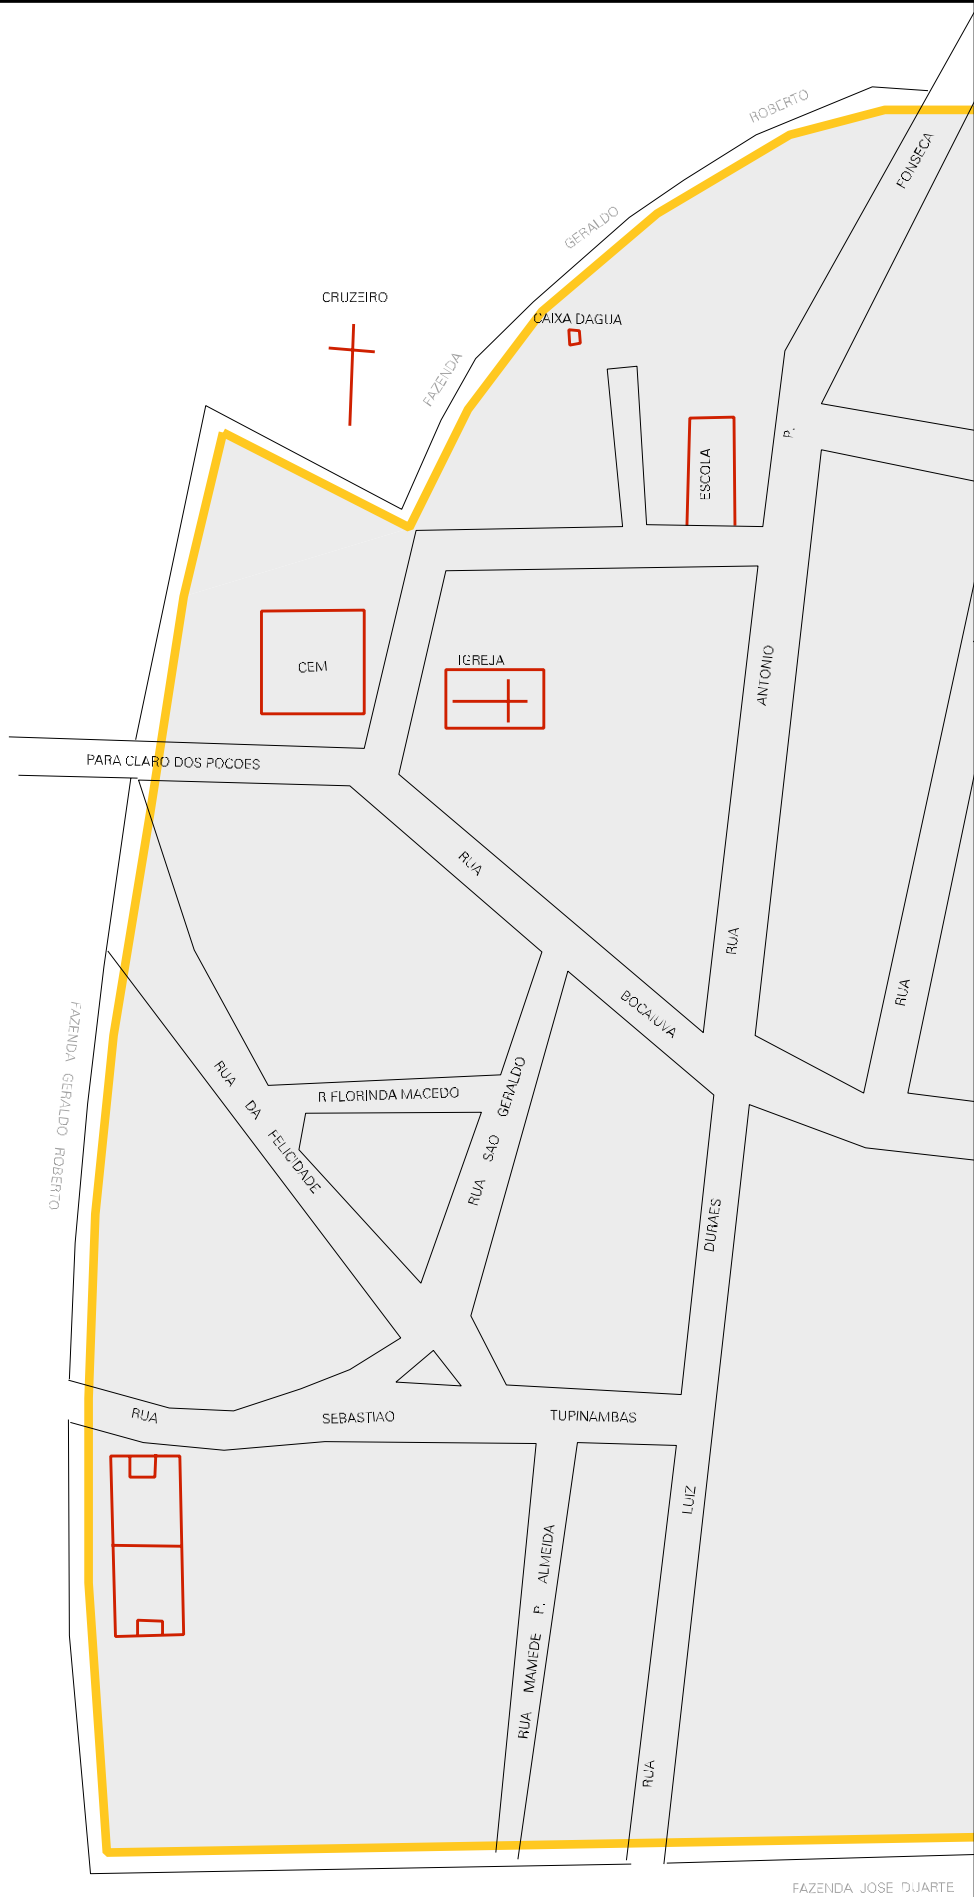 ROBERTO
FONSECA
GERALDO
CRUZEIRO
CAIXA DAGUA
FAZENDA
P.
ESCOLA
IGREJA
CEM
ANTONIO
PARA CLARO DOS POCOES
RUA
RUA
RUA
BOCAIUVA
FAZENDA GERALDO ROBERTO
RUA DA FELICIDADE
R FLORINDA MACEDO
RUA SAO GERALDO
DURAES
RUA SEBASTIAO TUPINAMBAS
LUIZ
RUA MAMEDE P. ALMEIDA
RUA
FAZENDA JOSE DUARTE